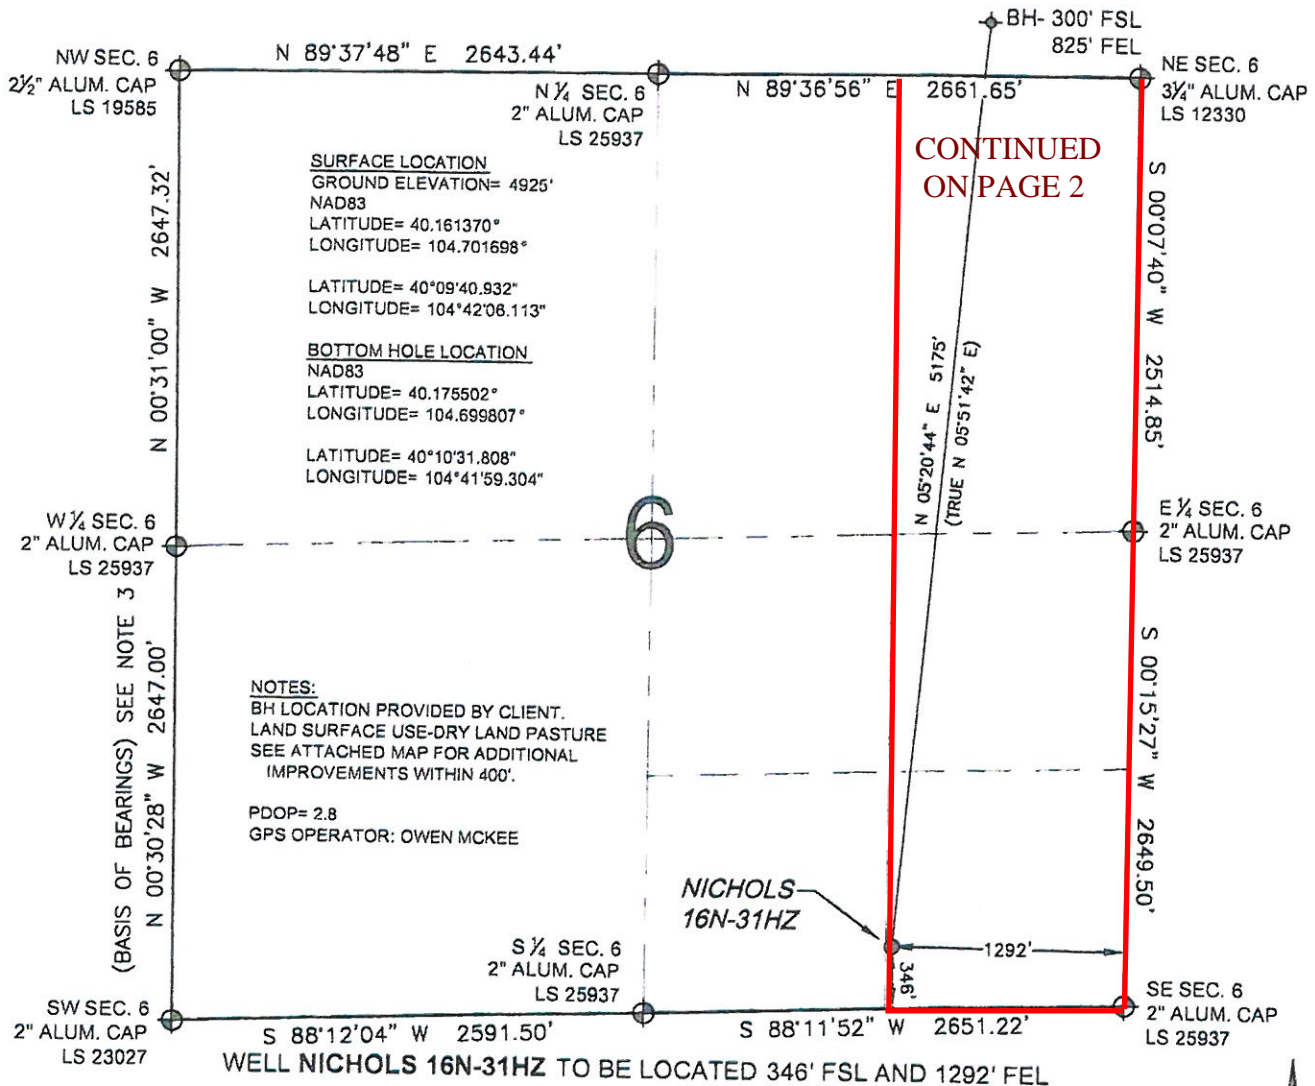 BH- 300' FSL
825' FEL
NW SEC. 6
2½" ALUM. CAP
LS 19585
N 89°37'48" E 2643.44'
N ¼ SEC. 6
2" ALUM. CAP
LS 25937
N 89°36'56" E 2661.65'
NE SEC. 6
3¼" ALUM. CAP
LS 12330
CONTINUED
ON PAGE 2
SURFACE LOCATION
GROUND ELEVATION= 4925'
NAD83
LATITUDE= 40.161370°
LONGITUDE= 104.701698°
LATITUDE= 40°09'40.932"
LONGITUDE= 104°42'06.113"
BOTTOM HOLE LOCATION
NAD83
LATITUDE= 40.175502°
LONGITUDE= 104.699807°
LATITUDE= 40°10'31.808"
LONGITUDE= 104°41'59.304"
N 00°31'00" W 2647.32'
S 00°07'40" W 2514.85'
N 05°20'44" E 5175'
(TRUE N 05°51'42" E)
W ¼ SEC. 6
2" ALUM. CAP
LS 25937
6
E ¼ SEC. 6
2" ALUM. CAP
LS 25937
(BASIS OF BEARINGS) SEE NOTE 3
N 00°30'28" W 2647.00'
NOTES:
BH LOCATION PROVIDED BY CLIENT.
LAND SURFACE USE-DRY LAND PASTURE
SEE ATTACHED MAP FOR ADDITIONAL
IMPROVEMENTS WITHIN 400'.
PDOP= 2.8
GPS OPERATOR: OWEN MCKEE
S 00°15'27" W 2649.50'
NICHOLS
16N-31HZ
1292'
346'
S ¼ SEC. 6
2" ALUM. CAP
LS 25937
SW SEC. 6
2" ALUM. CAP
LS 23027
S 88°12'04" W 2591.50'
S 88°11'52" W 2651.22'
SE SEC. 6
2" ALUM. CAP
LS 25937
WELL NICHOLS 16N-31HZ TO BE LOCATED 346' FSL AND 1292' FEL